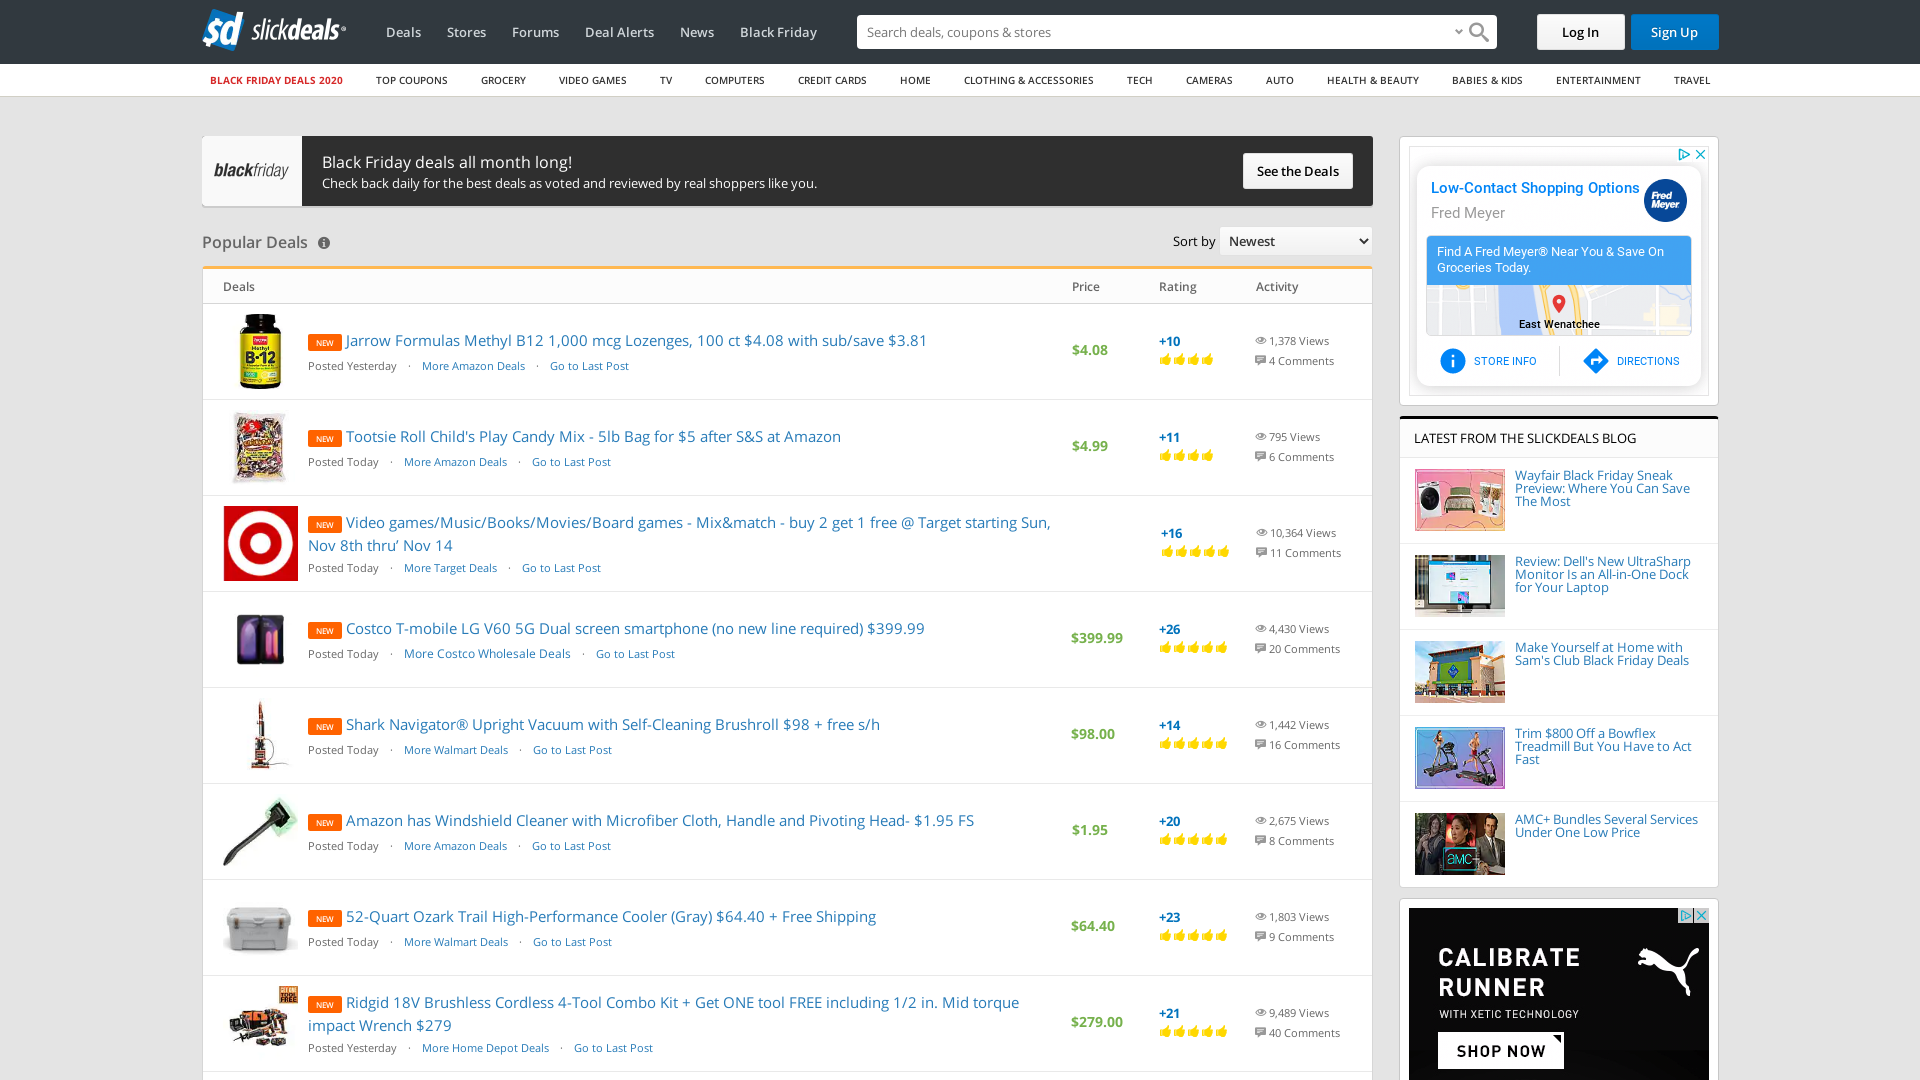 sd slickdeals
Deals
Stores
Forums
Deal Alerts
News
Black Friday
Search deals, coupons & stores
Log In
Sign Up
BLACK FRIDAY DEALS 2020
TOP COUPONS
GROCERY
VIDEO GAMES
TV
COMPUTERS
CREDIT CARDS
HOME
CLOTHING & ACCESSORIES
TECH
CAMERAS
AUTO
HEALTH & BEAUTY
BABIES & KIDS
ENTERTAINMENT
TRAVEL
blackfriday
Black Friday deals all month long!
Check back daily for the best deals as voted and reviewed by real shoppers like you.
See the Deals
Popular Deals
Sort by Newest
Deals Price Rating Activity
NEW Jarrow Formulas Methyl B12 1,000 mcg Lozenges, 100 ct $4.08 with sub/save $3.81
Posted Yesterday · More Amazon Deals · Go to Last Post
$4.08
+10
1,378 Views
4 Comments
NEW Tootsie Roll Child's Play Candy Mix - 5lb Bag for $5 after S&S at Amazon
Posted Today · More Amazon Deals · Go to Last Post
$4.99
+11
795 Views
6 Comments
NEW Video games/Music/Books/Movies/Board games - Mix&match - buy 2 get 1 free @ Target starting Sun,
Nov 8th thru’ Nov 14
Posted Today · More Target Deals · Go to Last Post
+16
10,364 Views
11 Comments
NEW Costco T-mobile LG V60 5G Dual screen smartphone (no new line required) $399.99
Posted Today · More Costco Wholesale Deals · Go to Last Post
$399.99
+26
4,430 Views
20 Comments
NEW Shark Navigator® Upright Vacuum with Self-Cleaning Brushroll $98 + free s/h
Posted Today · More Walmart Deals · Go to Last Post
$98.00
+14
1,442 Views
16 Comments
NEW Amazon has Windshield Cleaner with Microfiber Cloth, Handle and Pivoting Head- $1.95 FS
Posted Today · More Amazon Deals · Go to Last Post
$1.95
+20
2,675 Views
8 Comments
NEW 52-Quart Ozark Trail High-Performance Cooler (Gray) $64.40 + Free Shipping
Posted Today · More Walmart Deals · Go to Last Post
$64.40
+23
1,803 Views
9 Comments
NEW Ridgid 18V Brushless Cordless 4-Tool Combo Kit + Get ONE tool FREE including 1/2 in. Mid torque
impact Wrench $279
Posted Yesterday · More Home Depot Deals · Go to Last Post
$279.00
+21
9,489 Views
40 Comments
Methyl
B-12
Low-Contact Shopping Options
Fred Meyer
Fred
Meyer
Find A Fred Meyer® Near You & Save On
Groceries Today.
East Wenatchee
STORE INFO
DIRECTIONS
LATEST FROM THE SLICKDEALS BLOG
Wayfair Black Friday Sneak
Preview: Where You Can Save
The Most
Review: Dell's New UltraSharp
Monitor Is an All-in-One Dock
for Your Laptop
Make Yourself at Home with
Sam's Club Black Friday Deals
Trim $800 Off a Bowflex
Treadmill But You Have to Act
Fast
AMC+ Bundles Several Services
Under One Low Price
aMC+
CALIBRATE
RUNNER
WITH XETIC TECHNOLOGY
SHOP NOW